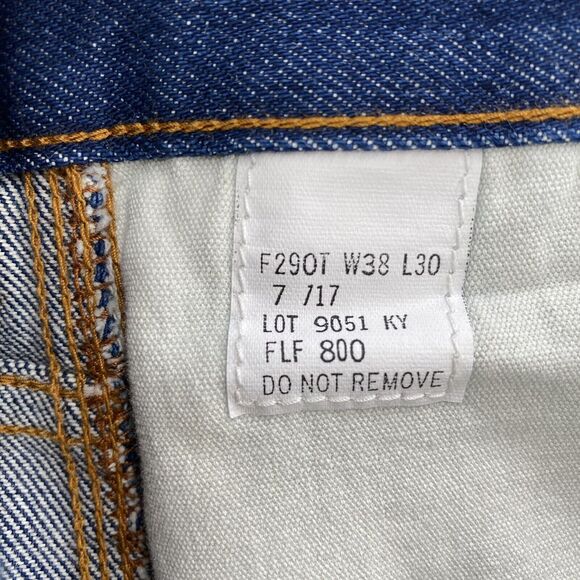 F290T W38 L30
7 /17
LOT 9051 KY
FLF 800
DO NOT REMOVE